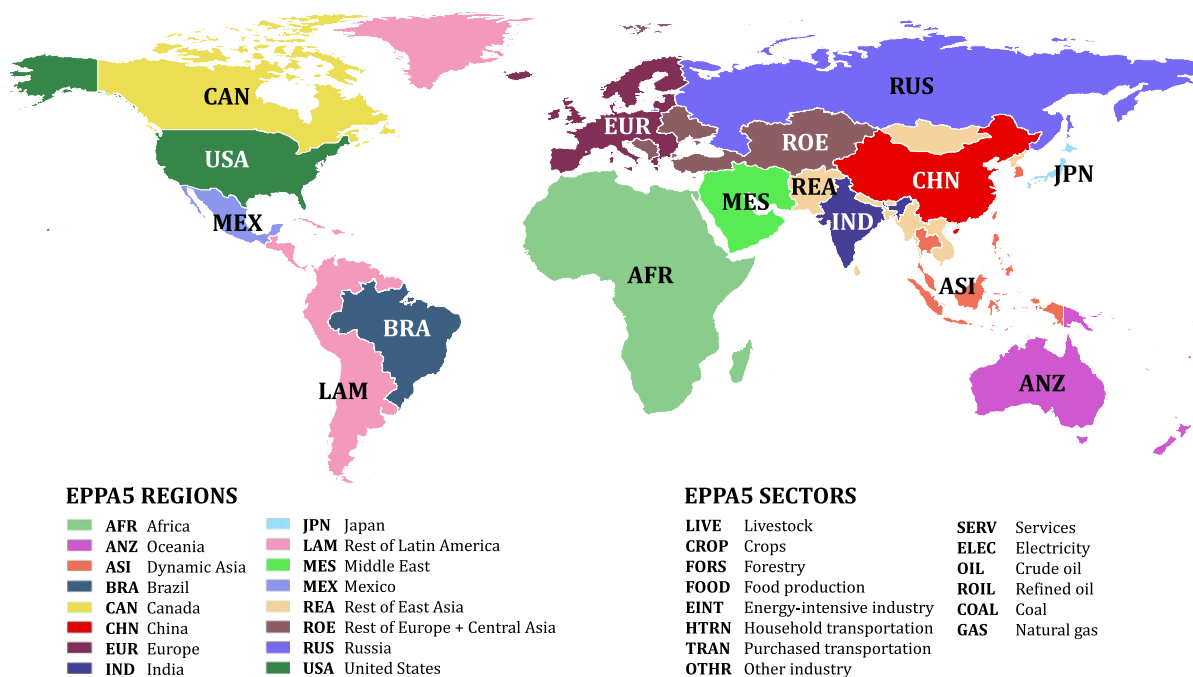 CAN
RUS
EUR
ROE
USA
JPN
CHN
REA
MES
MEX
IND
AFR
ASI
BRA
LAM
ANZ
EPPA5 REGIONS
AFR Africa
ANZ Oceania
ASI Dynamic Asia
BRA Brazil
CAN Canada
CHN China
EUR Europe
IND India
JPN Japan
LAM Rest of Latin America
MES Middle East
MEX Mexico
REA Rest of East Asia
ROE Rest of Europe + Central Asia
RUS Russia
USA United States
EPPA5 SECTORS
LIVE Livestock
CROP Crops
FORS Forestry
FOOD Food production
EINT Energy-intensive industry
HTRN Household transportation
TRAN Purchased transportation
OTHR Other industry
SERV Services
ELEC Electricity
OIL Crude oil
ROIL Refined oil
COAL Coal
GAS Natural gas